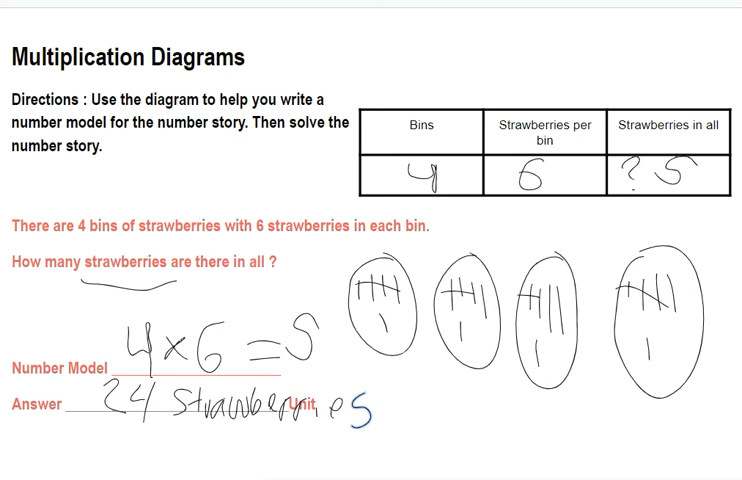 Multiplication Diagrams
Directions : Use the diagram to help you write a
number model for the number story. Then solve the
number story.
Bins Strawberries per bin Strawberries in all
4 6 ? S
There are 4 bins of strawberries with 6 strawberries in each bin.
How many strawberries are there in all ?
Number Model 4 x 6 = S
Answer 24 strawberries Unit